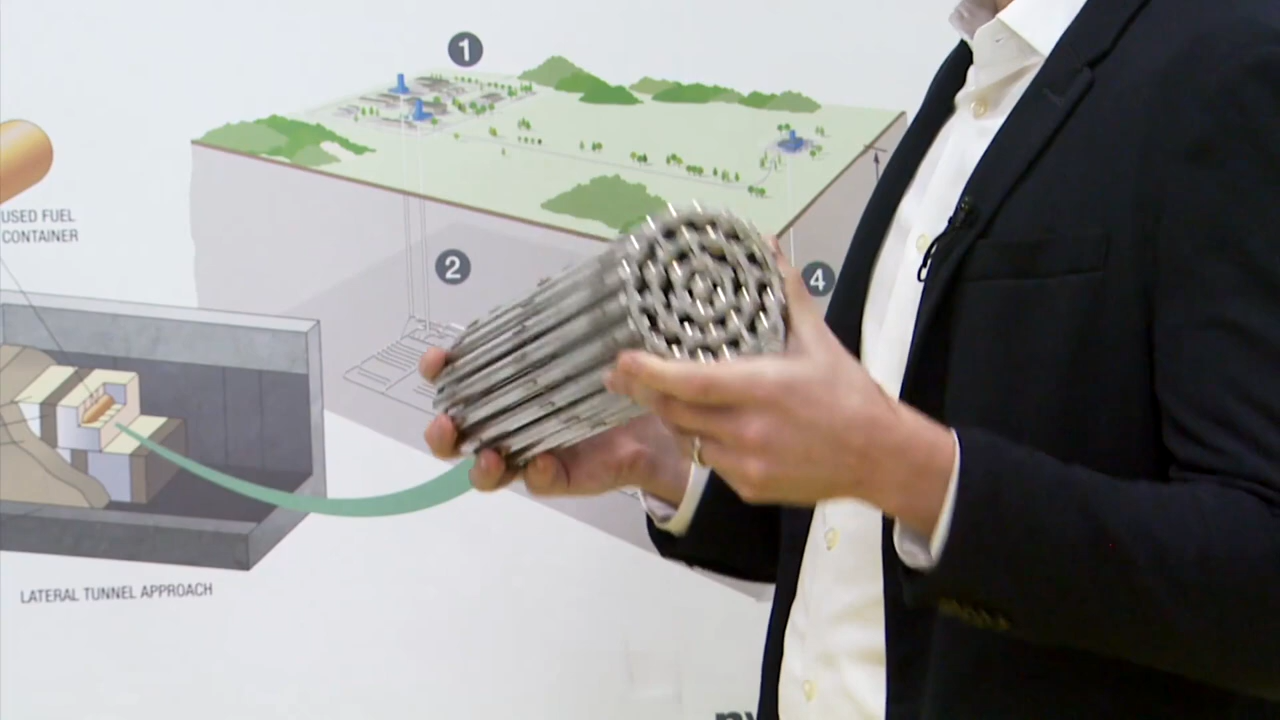 1
USED FUEL
CONTAINER
2
4
LATERAL TUNNEL APPROACH